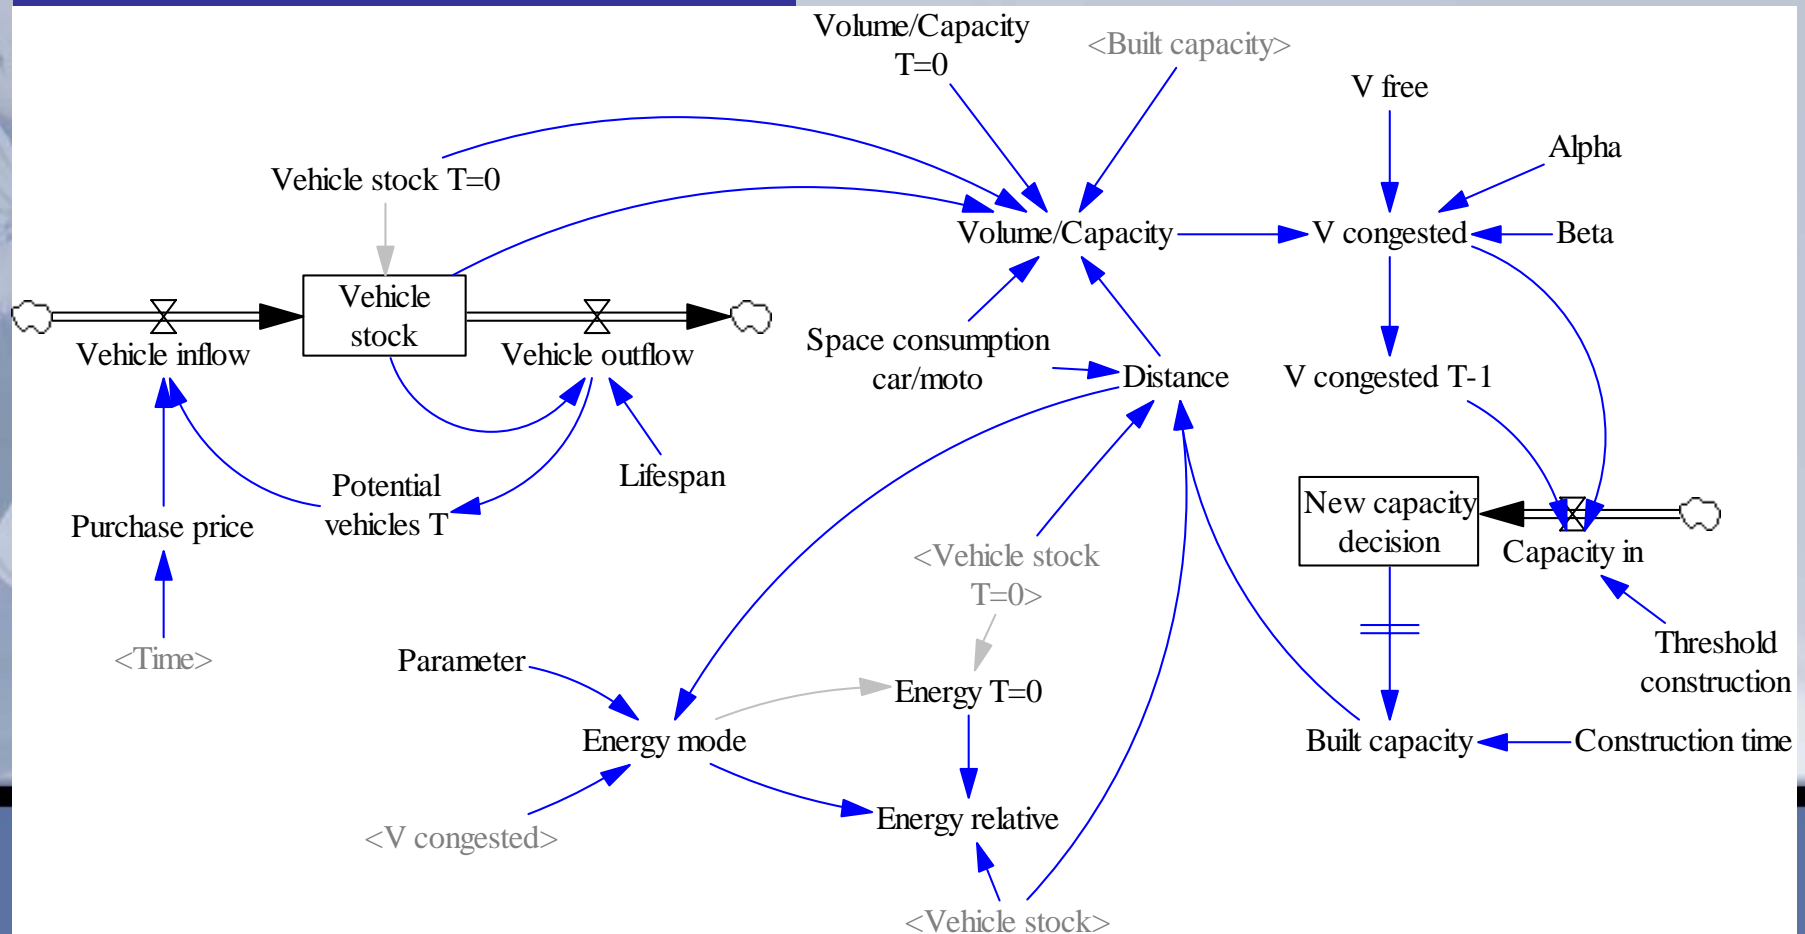 Volume/Capacity
T=0
<Built capacity>
V free
Alpha
Vehicle stock T=0
Volume/Capacity
V congested
Beta
Vehicle
stock
Vehicle inflow
Vehicle outflow
Space consumption
car/moto
Distance
V congested T-1
Lifespan
Potential
vehicles T
Purchase price
New capacity
decision
Capacity in
<Vehicle stock
T=0>
<Time>
Parameter
Threshold
construction
Energy T=0
Energy mode
Built capacity
Construction time
<V congested>
Energy relative
<Vehicle stock>